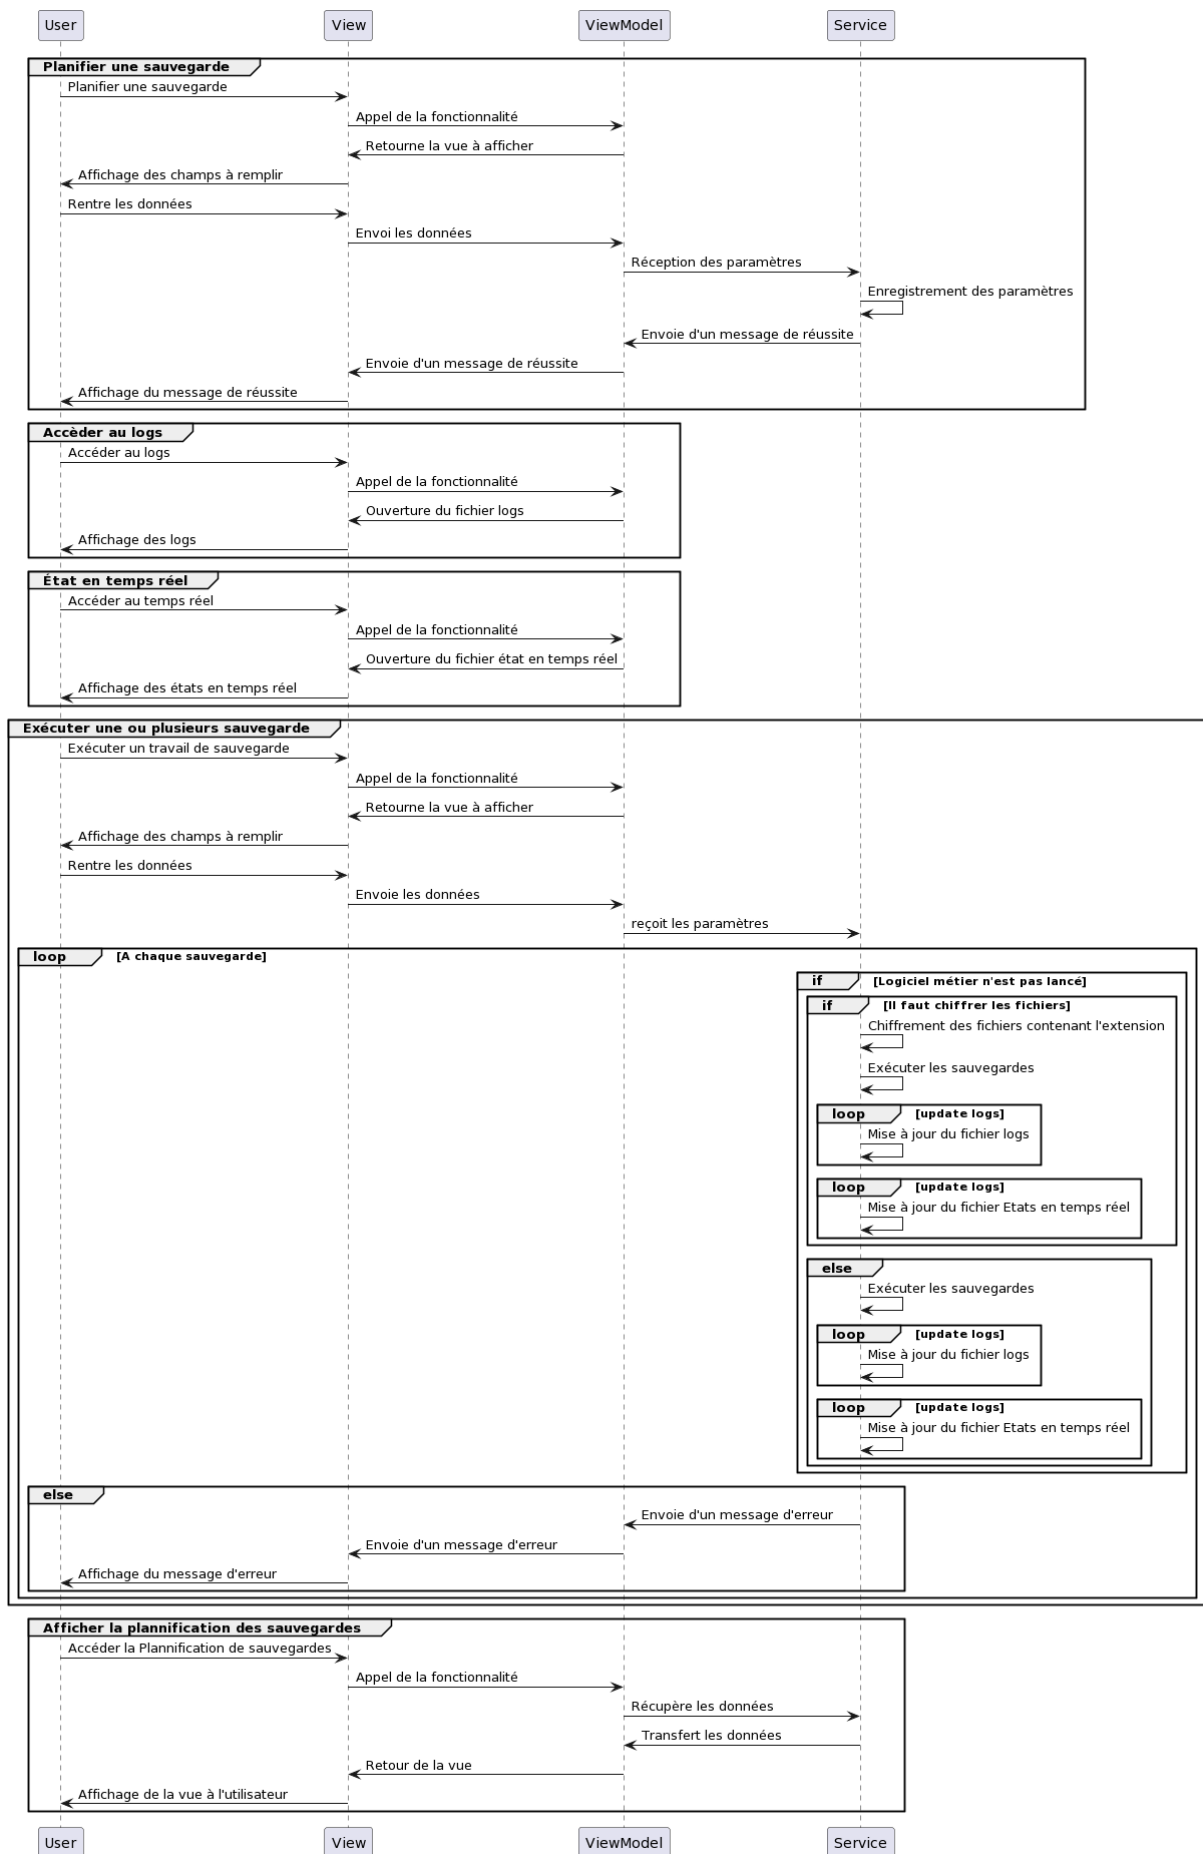 User View ViewModel Service
Planifier une sauvegarde
Planifier une sauvegarde
Appel de la fonctionnalité
Retourne la vue à afficher
Affichage des champs à remplir
Rentre les données
Envoi les données
Réception des paramètres
Enregistrement des paramètres
Envoie d'un message de réussite
Envoie d'un message de réussite
Affichage du message de réussite
Accèder au logs
Accéder au logs
Appel de la fonctionnalité
Ouverture du fichier logs
Affichage des logs
État en temps réel
Accéder au temps réel
Appel de la fonctionnalité
Ouverture du fichier état en temps réel
Affichage des états en temps réel
Exécuter une ou plusieurs sauvegarde
Exécuter un travail de sauvegarde
Appel de la fonctionnalité
Retourne la vue à afficher
Affichage des champs à remplir
Rentre les données
Envoie les données
reçoit les paramètres
loop [A chaque sauvegarde]
if [Logiciel métier n'est pas lancé]
if [Il faut chiffrer les fichiers]
Chiffrement des fichiers contenant l'extension
Exécuter les sauvegardes
loop [update logs]
Mise à jour du fichier logs
loop [update logs]
Mise à jour du fichier Etats en temps réel
else
Exécuter les sauvegardes
loop [update logs]
Mise à jour du fichier logs
loop [update logs]
Mise à jour du fichier Etats en temps réel
else
Envoie d'un message d'erreur
Envoie d'un message d'erreur
Affichage du message d'erreur
Afficher la plannification des sauvegardes
Accéder la Plannification de sauvegardes
Appel de la fonctionnalité
Récupère les données
Transfert les données
Retour de la vue
Affichage de la vue à l'utilisateur
User View ViewModel Service